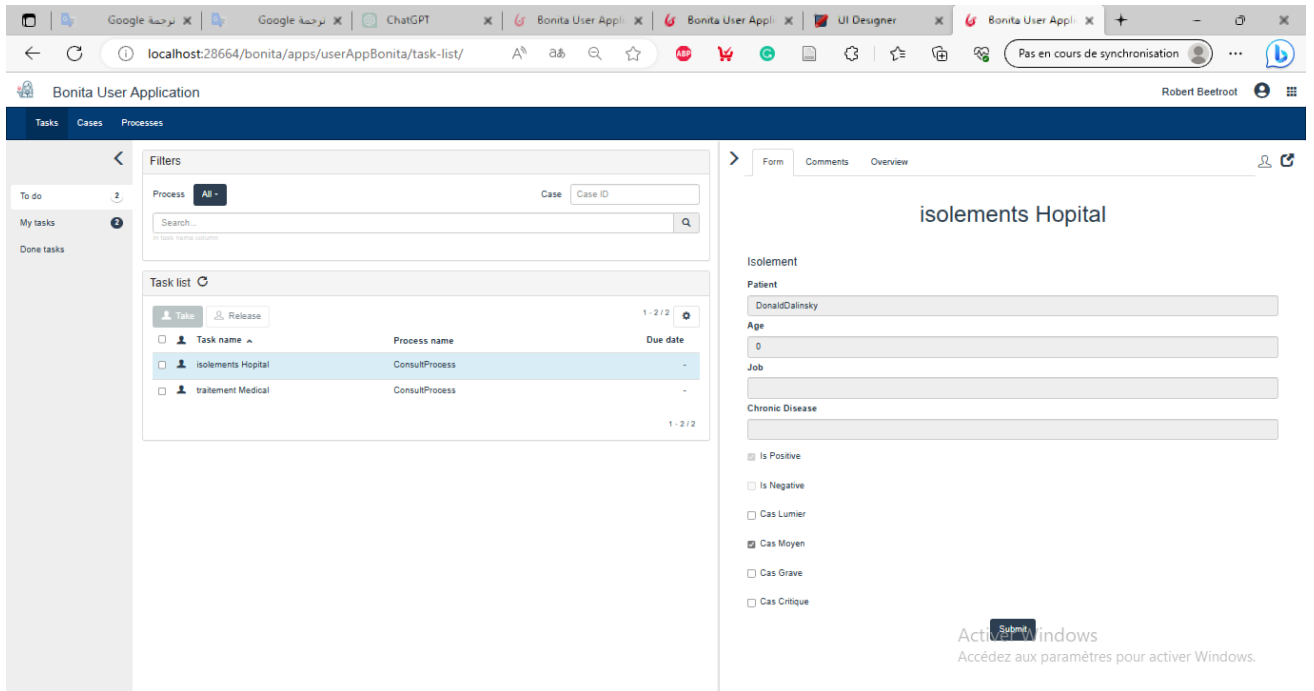 Google ترجمة
Google ترجمة
ChatGPT
Bonita User Appli
Bonita User Appli
UI Designer
Bonita User Appli
localhost:28664/bonita/apps/userAppBonita/task-list/
ABP
Pas en cours de synchronisation
Bonita User Application
Robert Beetroot
Tasks Cases Processes
To do 2
My tasks 2
Done tasks
Filters
Process All
Case Case ID
Search...
In task name column
Task list
Take Release 1 - 2 / 2
Task name Process name Due date
isolements Hopital ConsultProcess -
traitement Medical ConsultProcess -
1 - 2 / 2
Form Comments Overview
isolements Hopital
Isolement
Patient
DonaldDalinsky
Age
0
Job
Chronic Disease
Is Positive
Is Negative
Cas Lumier
Cas Moyen
Cas Grave
Cas Critique
Submit
Activer Windows
Accédez aux paramètres pour activer Windows.